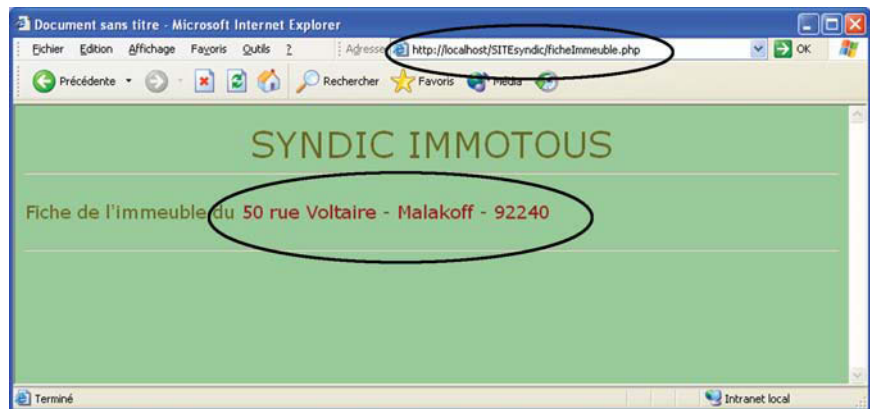 Document sans titre - Microsoft Internet Explorer
Fichier Edition Affichage Favoris Outils ? Adresse http://localhost/SITEsyndic/ficheImmeuble.php OK
Précédente Rechercher Favoris Média
SYNDIC IMMOTOUS
Fiche de l'immeuble du 50 rue Voltaire - Malakoff - 92240
Terminé Intranet local